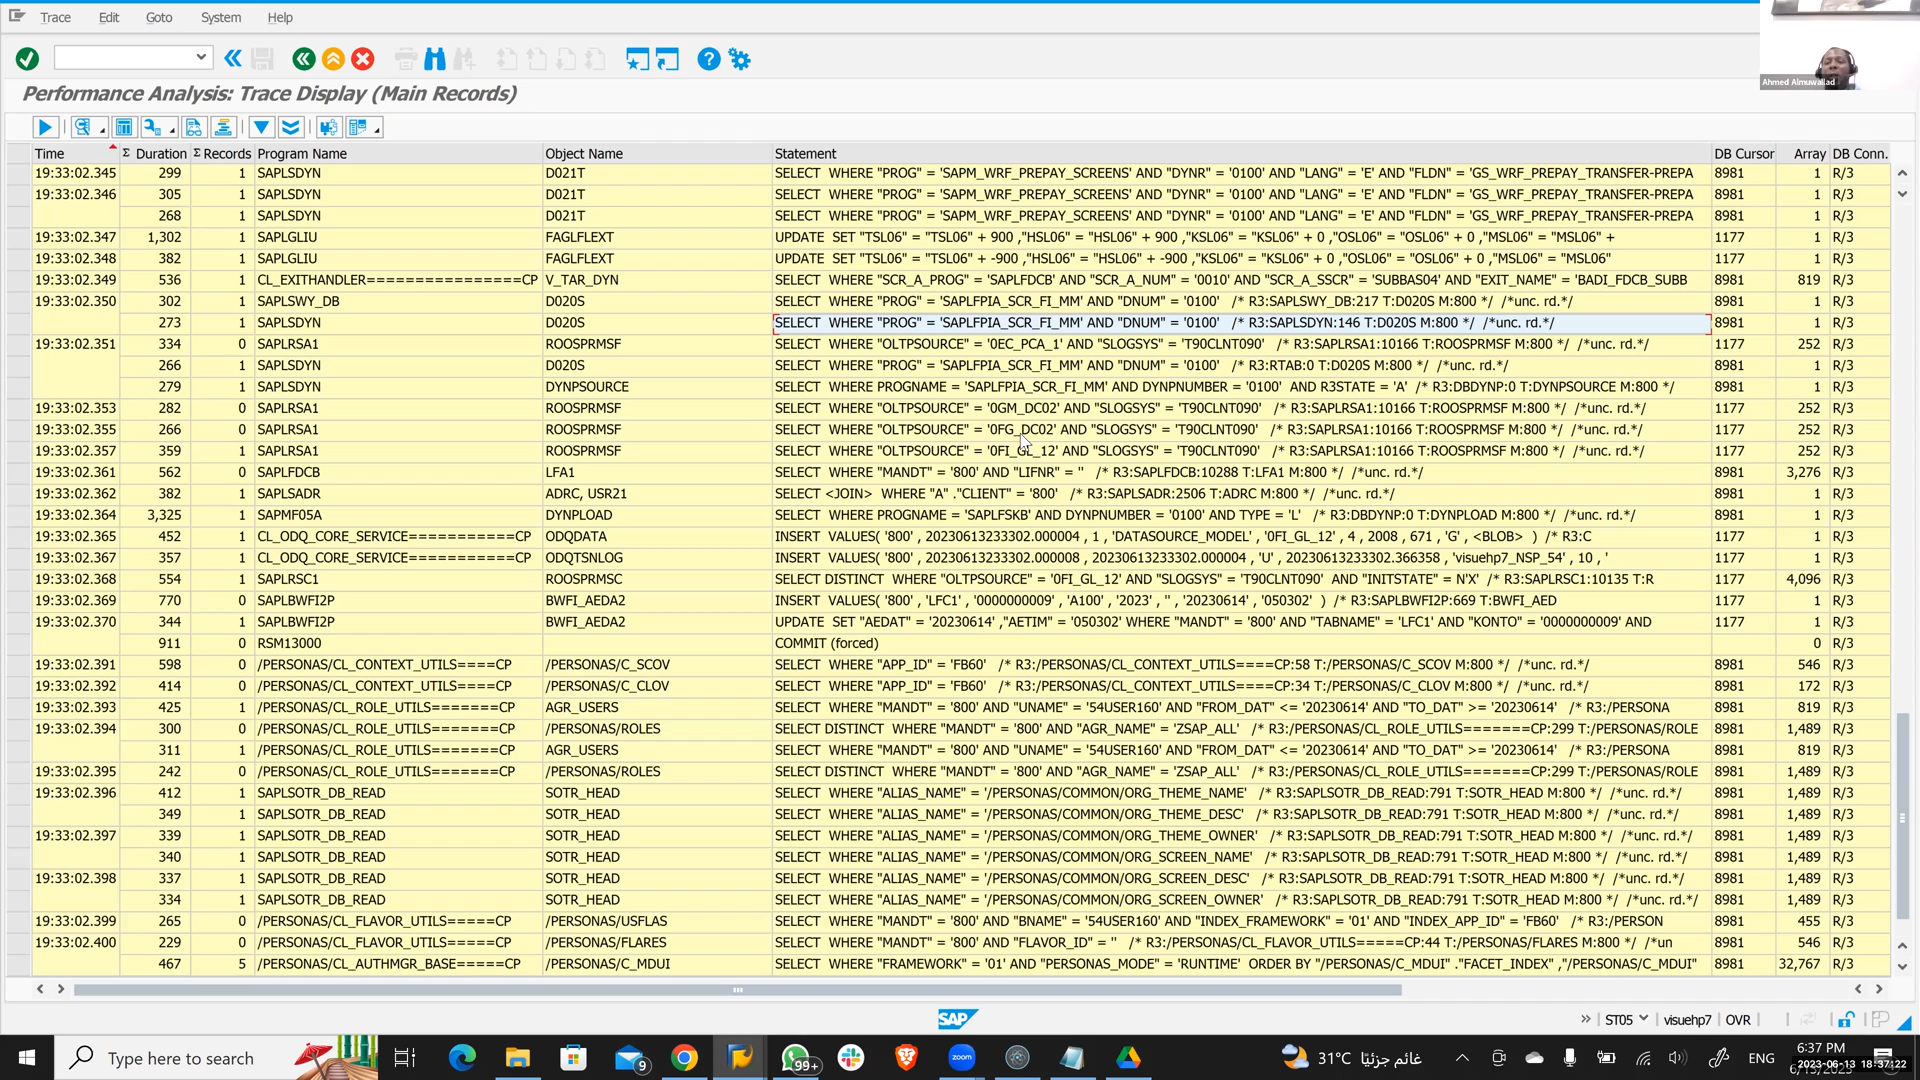 Trace Edit Goto System Help
Ahmed Almuwallad
Performance Analysis: Trace Display (Main Records)
Time Σ Duration Σ Records Program Name Object Name Statement DB Cursor Array DB Conn.
19:33:02.345 299 1 SAPLSDYN D021T SELECT WHERE "PROG" = 'SAPM_WRF_PREPAY_SCREENS' AND "DYNR" = '0100' AND "LANG" = 'E' AND "FLDN" = 'GS_WRF_PREPAY_TRANSFER-PREPA 8981 1 R/3
19:33:02.346 305 1 SAPLSDYN D021T SELECT WHERE "PROG" = 'SAPM_WRF_PREPAY_SCREENS' AND "DYNR" = '0100' AND "LANG" = 'E' AND "FLDN" = 'GS_WRF_PREPAY_TRANSFER-PREPA 8981 1 R/3
268 1 SAPLSDYN D021T SELECT WHERE "PROG" = 'SAPM_WRF_PREPAY_SCREENS' AND "DYNR" = '0100' AND "LANG" = 'E' AND "FLDN" = 'GS_WRF_PREPAY_TRANSFER-PREPA 8981 1 R/3
19:33:02.347 1,302 1 SAPLGLIU FAGLFLEXT UPDATE SET "TSL06" = "TSL06" + 900 ,"HSL06" = "HSL06" + 900 ,"KSL06" = "KSL06" + 0 ,"OSL06" = "OSL06" + 0 ,"MSL06" = "MSL06" + 1177 1 R/3
19:33:02.348 382 1 SAPLGLIU FAGLFLEXT UPDATE SET "TSL06" = "TSL06" + -900 ,"HSL06" = "HSL06" + -900 ,"KSL06" = "KSL06" + 0 ,"OSL06" = "OSL06" + 0 ,"MSL06" = "MSL06" 1177 1 R/3
19:33:02.349 536 1 CL_EXITHANDLER================CP V_TAR_DYN SELECT WHERE "SCR_A_PROG" = 'SAPLFDCB' AND "SCR_A_NUM" = '0010' AND "SCR_A_SSCR" = 'SUBBAS04' AND "EXIT_NAME" = 'BADI_FDCB_SUBB 8981 819 R/3
19:33:02.350 302 1 SAPLSWY_DB D020S SELECT WHERE "PROG" = 'SAPLFPIA_SCR_FI_MM' AND "DNUM" = '0100' /* R3:SAPLSWY_DB:217 T:D020S M:800 */ /*unc. rd.*/ 8981 1 R/3
273 1 SAPLSDYN D020S SELECT WHERE "PROG" = 'SAPLFPIA_SCR_FI_MM' AND "DNUM" = '0100' /* R3:SAPLSDYN:146 T:D020S M:800 */ /*unc. rd.*/ 8981 1 R/3
19:33:02.351 334 0 SAPLRSA1 ROOSPRMSF SELECT WHERE "OLTPSOURCE" = '0EC_PCA_1' AND "SLOGSYS" = 'T90CLNT090' /* R3:SAPLRSA1:10166 T:ROOSPRMSF M:800 */ /*unc. rd.*/ 1177 252 R/3
266 1 SAPLSDYN D020S SELECT WHERE "PROG" = 'SAPLFPIA_SCR_FI_MM' AND "DNUM" = '0100' /* R3:RTAB:0 T:D020S M:800 */ /*unc. rd.*/ 8981 1 R/3
279 1 SAPLSDYN DYNPSOURCE SELECT WHERE PROGNAME = 'SAPLFPIA_SCR_FI_MM' AND DYNPNUMBER = '0100' AND R3STATE = 'A' /* R3:DBDYNP:0 T:DYNPSOURCE M:800 */ 8981 1 R/3
19:33:02.353 282 0 SAPLRSA1 ROOSPRMSF SELECT WHERE "OLTPSOURCE" = '0GM_DC02' AND "SLOGSYS" = 'T90CLNT090' /* R3:SAPLRSA1:10166 T:ROOSPRMSF M:800 */ /*unc. rd.*/ 1177 252 R/3
19:33:02.355 266 0 SAPLRSA1 ROOSPRMSF SELECT WHERE "OLTPSOURCE" = '0FG_DC02' AND "SLOGSYS" = 'T90CLNT090' /* R3:SAPLRSA1:10166 T:ROOSPRMSF M:800 */ /*unc. rd.*/ 1177 252 R/3
19:33:02.357 359 1 SAPLRSA1 ROOSPRMSF SELECT WHERE "OLTPSOURCE" = '0FI_GL_12' AND "SLOGSYS" = 'T90CLNT090' /* R3:SAPLRSA1:10166 T:ROOSPRMSF M:800 */ /*unc. rd.*/ 1177 252 R/3
19:33:02.361 562 0 SAPLFDCB LFA1 SELECT WHERE "MANDT" = '800' AND "LIFNR" = '' /* R3:SAPLFDCB:10288 T:LFA1 M:800 */ /*unc. rd.*/ 8981 3,276 R/3
19:33:02.362 382 1 SAPLSADR ADRC, USR21 SELECT <JOIN> WHERE "A" ."CLIENT" = '800' /* R3:SAPLSADR:2506 T:ADRC M:800 */ /*unc. rd.*/ 8981 1 R/3
19:33:02.364 3,325 1 SAPMF05A DYNPLOAD SELECT WHERE PROGNAME = 'SAPLFSKB' AND DYNPNUMBER = '0100' AND TYPE = 'L' /* R3:DBDYNP:0 T:DYNPLOAD M:800 */ /*unc. rd.*/ 8981 1 R/3
19:33:02.365 452 1 CL_ODQ_CORE_SERVICE===========CP ODQDATA INSERT VALUES( '800' , 20230613233302.000004 , 1 , 'DATASOURCE_MODEL' , '0FI_GL_12' , 4 , 2008 , 671 , 'G' , <BLOB> ) /* R3:C 1177 1 R/3
19:33:02.367 357 1 CL_ODQ_CORE_SERVICE===========CP ODQTSNLOG INSERT VALUES( '800' , 20230613233302.000008 , 20230613233302.000004 , 'U' , 20230613233302.366358 , 'visuehp7_NSP_54' , 10 , ' 1177 1 R/3
19:33:02.368 554 1 SAPLRSC1 ROOSPRMSC SELECT DISTINCT WHERE "OLTPSOURCE" = '0FI_GL_12' AND "SLOGSYS" = 'T90CLNT090' AND "INITSTATE" = N'X' /* R3:SAPLRSC1:10135 T:R 1177 4,096 R/3
19:33:02.369 770 0 SAPLBWFI2P BWFI_AEDA2 INSERT VALUES( '800' , 'LFC1' , '0000000009' , 'A100' , '2023' , '' , '20230614' , '050302' ) /* R3:SAPLBWFI2P:669 T:BWFI_AED 1177 1 R/3
19:33:02.370 344 1 SAPLBWFI2P BWFI_AEDA2 UPDATE SET "AEDAT" = '20230614' ,"AETIM" = '050302' WHERE "MANDT" = '800' AND "TABNAME" = 'LFC1' AND "KONTO" = '0000000009' AND 1177 1 R/3
911 0 RSM13000 COMMIT (forced) 0 R/3
19:33:02.391 598 0 /PERSONAS/CL_CONTEXT_UTILS====CP /PERSONAS/C_SCOV SELECT WHERE "APP_ID" = 'FB60' /* R3:/PERSONAS/CL_CONTEXT_UTILS====CP:58 T:/PERSONAS/C_SCOV M:800 */ /*unc. rd.*/ 8981 546 R/3
19:33:02.392 414 0 /PERSONAS/CL_CONTEXT_UTILS====CP /PERSONAS/C_CLOV SELECT WHERE "APP_ID" = 'FB60' /* R3:/PERSONAS/CL_CONTEXT_UTILS====CP:34 T:/PERSONAS/C_CLOV M:800 */ /*unc. rd.*/ 8981 172 R/3
19:33:02.393 425 1 /PERSONAS/CL_ROLE_UTILS=======CP AGR_USERS SELECT WHERE "MANDT" = '800' AND "UNAME" = '54USER160' AND "FROM_DAT" <= '20230614' AND "TO_DAT" >= '20230614' /* R3:/PERSONA 8981 819 R/3
19:33:02.394 300 0 /PERSONAS/CL_ROLE_UTILS=======CP /PERSONAS/ROLES SELECT DISTINCT WHERE "MANDT" = '800' AND "AGR_NAME" = 'ZSAP_ALL' /* R3:/PERSONAS/CL_ROLE_UTILS=======CP:299 T:/PERSONAS/ROLE 8981 1,489 R/3
311 1 /PERSONAS/CL_ROLE_UTILS=======CP AGR_USERS SELECT WHERE "MANDT" = '800' AND "UNAME" = '54USER160' AND "FROM_DAT" <= '20230614' AND "TO_DAT" >= '20230614' /* R3:/PERSONA 8981 819 R/3
19:33:02.395 242 0 /PERSONAS/CL_ROLE_UTILS=======CP /PERSONAS/ROLES SELECT DISTINCT WHERE "MANDT" = '800' AND "AGR_NAME" = 'ZSAP_ALL' /* R3:/PERSONAS/CL_ROLE_UTILS=======CP:299 T:/PERSONAS/ROLE 8981 1,489 R/3
19:33:02.396 412 1 SAPLSOTR_DB_READ SOTR_HEAD SELECT WHERE "ALIAS_NAME" = '/PERSONAS/COMMON/ORG_THEME_NAME' /* R3:SAPLSOTR_DB_READ:791 T:SOTR_HEAD M:800 */ /*unc. rd.*/ 8981 1,489 R/3
349 1 SAPLSOTR_DB_READ SOTR_HEAD SELECT WHERE "ALIAS_NAME" = '/PERSONAS/COMMON/ORG_THEME_DESC' /* R3:SAPLSOTR_DB_READ:791 T:SOTR_HEAD M:800 */ /*unc. rd.*/ 8981 1,489 R/3
19:33:02.397 339 1 SAPLSOTR_DB_READ SOTR_HEAD SELECT WHERE "ALIAS_NAME" = '/PERSONAS/COMMON/ORG_THEME_OWNER' /* R3:SAPLSOTR_DB_READ:791 T:SOTR_HEAD M:800 */ /*unc. rd.*/ 8981 1,489 R/3
340 1 SAPLSOTR_DB_READ SOTR_HEAD SELECT WHERE "ALIAS_NAME" = '/PERSONAS/COMMON/ORG_SCREEN_NAME' /* R3:SAPLSOTR_DB_READ:791 T:SOTR_HEAD M:800 */ /*unc. rd.*/ 8981 1,489 R/3
19:33:02.398 337 1 SAPLSOTR_DB_READ SOTR_HEAD SELECT WHERE "ALIAS_NAME" = '/PERSONAS/COMMON/ORG_SCREEN_DESC' /* R3:SAPLSOTR_DB_READ:791 T:SOTR_HEAD M:800 */ /*unc. rd.*/ 8981 1,489 R/3
334 1 SAPLSOTR_DB_READ SOTR_HEAD SELECT WHERE "ALIAS_NAME" = '/PERSONAS/COMMON/ORG_SCREEN_OWNER' /* R3:SAPLSOTR_DB_READ:791 T:SOTR_HEAD M:800 */ /*unc. rd.*/ 8981 1,489 R/3
19:33:02.399 265 0 /PERSONAS/CL_FLAVOR_UTILS=====CP /PERSONAS/USFLAS SELECT WHERE "MANDT" = '800' AND "BNAME" = '54USER160' AND "INDEX_FRAMEWORK" = '01' AND "INDEX_APP_ID" = 'FB60' /* R3:/PERSON 8981 455 R/3
19:33:02.400 229 0 /PERSONAS/CL_FLAVOR_UTILS=====CP /PERSONAS/FLARES SELECT WHERE "MANDT" = '800' AND "FLAVOR_ID" = '' /* R3:/PERSONAS/CL_FLAVOR_UTILS=====CP:44 T:/PERSONAS/FLARES M:800 */ /*un 8981 546 R/3
467 5 /PERSONAS/CL_AUTHMGR_BASE=====CP /PERSONAS/C_MDUI SELECT WHERE "FRAMEWORK" = '01' AND "PERSONAS_MODE" = 'RUNTIME' ORDER BY "/PERSONAS/C_MDUI" ."FACET_INDEX" ,"/PERSONAS/C_MDUI" 8981 32,767 R/3
SAP
ST05 visuehp7 OVR
Type here to search
9
99+
zoom
31°C غائم جزئيًا
ENG
6:37 PM
2023-06-13 18:37:22